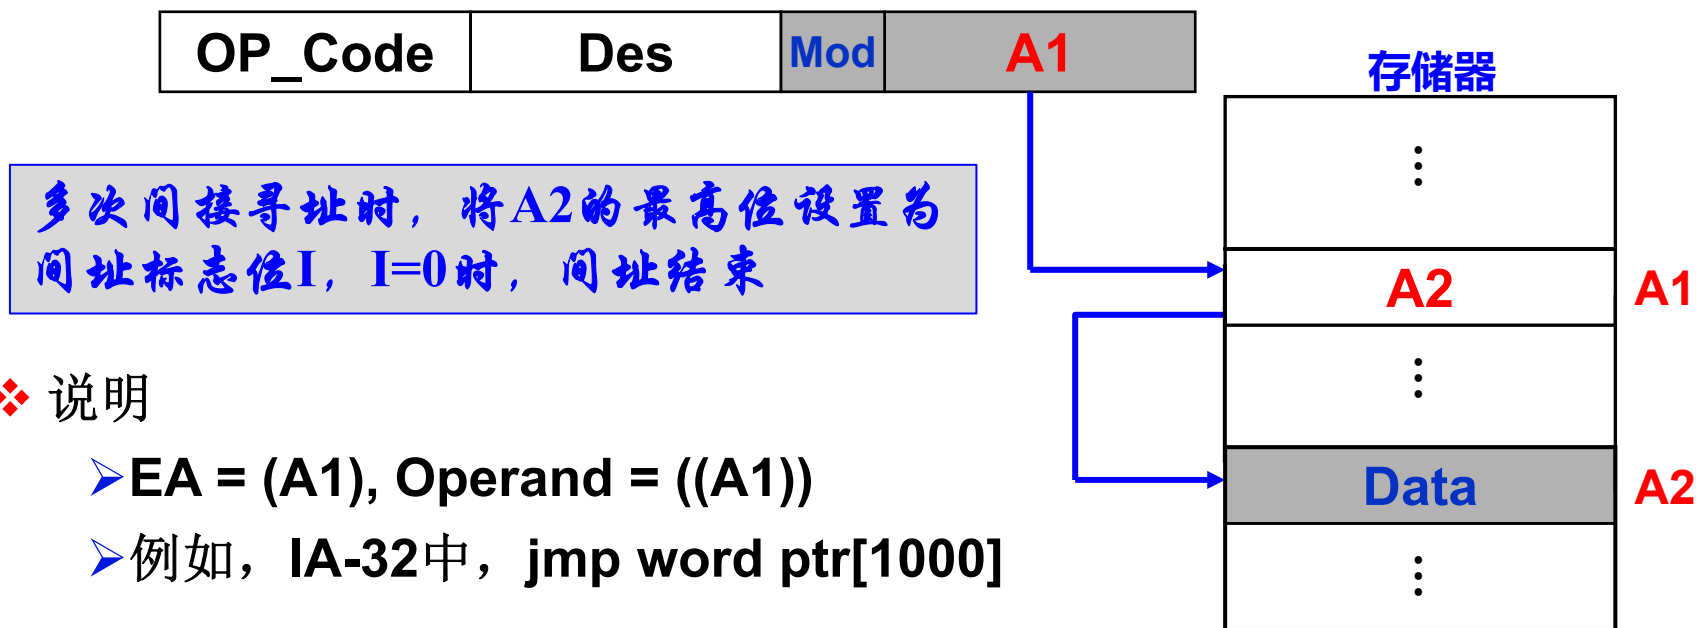 OP_Code Des Mod A1
存储器
⋮
多次间接寻址时，将A2的最高位设置为
间址标志位I，I=0时，间址结束
A2 A1
⋮
❖ 说明
➢EA = (A1), Operand = ((A1))
Data A2
➢例如，IA-32中，jmp word ptr[1000]
⋮